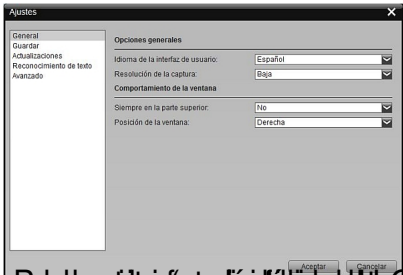 Ajustes
General
Guardar
Actualizaciones
Reconocimiento de texto
Avanzado
Opciones generales
Idioma de la interfaz de usuario: Español
Resolución de la captura: Baja
Comportamiento de la ventana
Siempre en la parte superior: No
Posición de la ventana: Derecha
Aceptar Cancelar